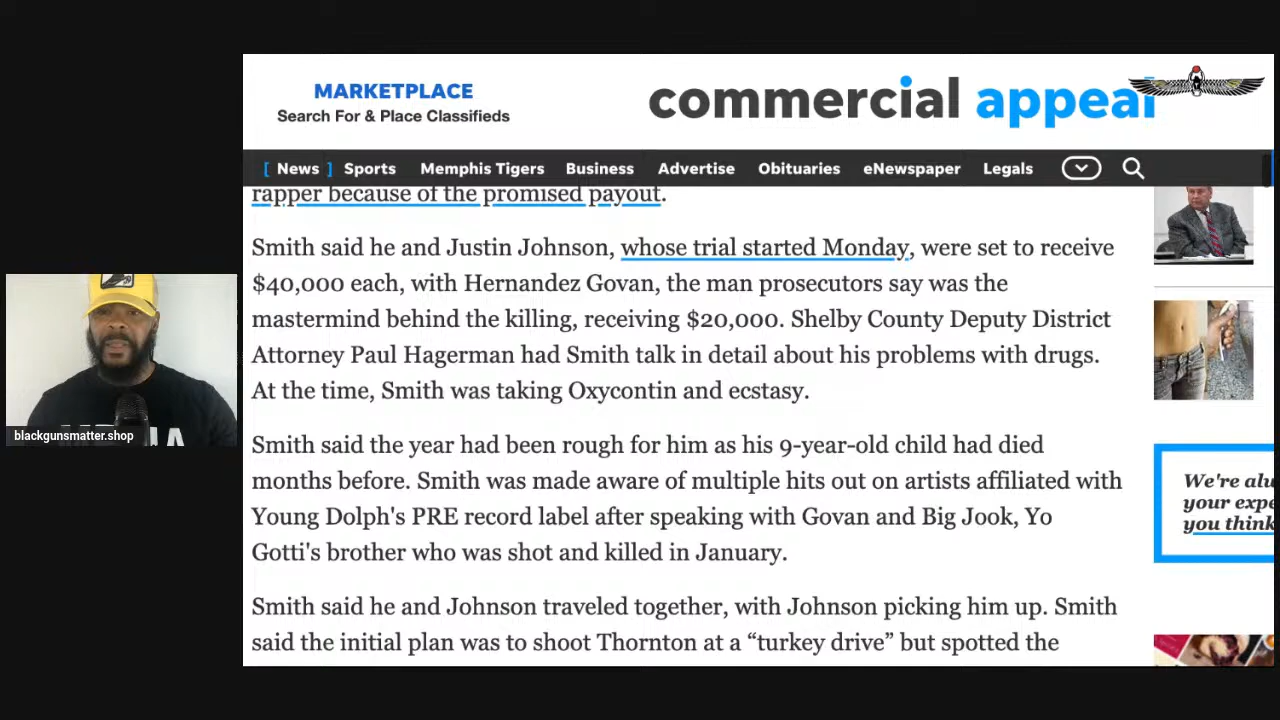 MARKETPLACE
Search For & Place Classifieds
commercial appeal
[ News ] Sports Memphis Tigers Business Advertise Obituaries eNewspaper Legals
rapper because of the promised payout.
Smith said he and Justin Johnson, whose trial started Monday, were set to receive
$40,000 each, with Hernandez Govan, the man prosecutors say was the
mastermind behind the killing, receiving $20,000. Shelby County Deputy District
Attorney Paul Hagerman had Smith talk in detail about his problems with drugs.
At the time, Smith was taking Oxycontin and ecstasy.
Smith said the year had been rough for him as his 9-year-old child had died
months before. Smith was made aware of multiple hits out on artists affiliated with
Young Dolph's PRE record label after speaking with Govan and Big Jook, Yo
Gotti's brother who was shot and killed in January.
Smith said he and Johnson traveled together, with Johnson picking him up. Smith
said the initial plan was to shoot Thornton at a “turkey drive” but spotted the
We're alw
your expe
you think
blackgunsmatter.shop